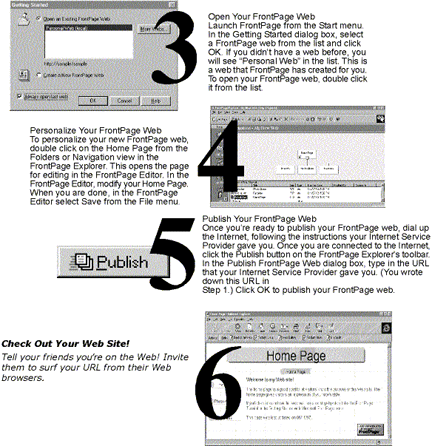 Getting Started
Open an Existing FrontPage Web
Personal Web (local)
More Webs...
Create a New FrontPage Web
Always open last web
OK Cancel Help
3
Open Your FrontPage Web
Launch FrontPage from the Start menu.
In the Getting Started dialog box, select
a FrontPage web from the list and click
OK. If you didn't have a web before, you
will see "Personal Web" in the list. This is
a web that FrontPage has created for you.
To open your FrontPage web, double click
it from the list.
Personalize Your FrontPage Web
To personalize your new FrontPage web,
double click on the Home Page from the
Folders or Navigation view in the
FrontPage Explorer. This opens the page
for editing in the FrontPage Editor. In the
FrontPage Editor, modify your Home Page.
When you are done, in the FrontPage
Editor select Save from the File menu.
4
Publish
5
Publish Your FrontPage Web
Once you're ready to publish your FrontPage web, dial up
the Internet, following the instructions your Internet Service
Provider gave you. Once you are connected to the Internet,
click the Publish button on the FrontPage Explorer's toolbar.
In the Publish FrontPage Web dialog box, type in the URL
that your Internet Service Provider gave you. (You wrote
down this URL in
Step 1.) Click OK to publish your FrontPage web.
Check Out Your Web Site!
Tell your friends you're on the Web! Invite
them to surf your URL from their Web
browsers.
6
Home Page
Home Page
Welcome to my Web site!